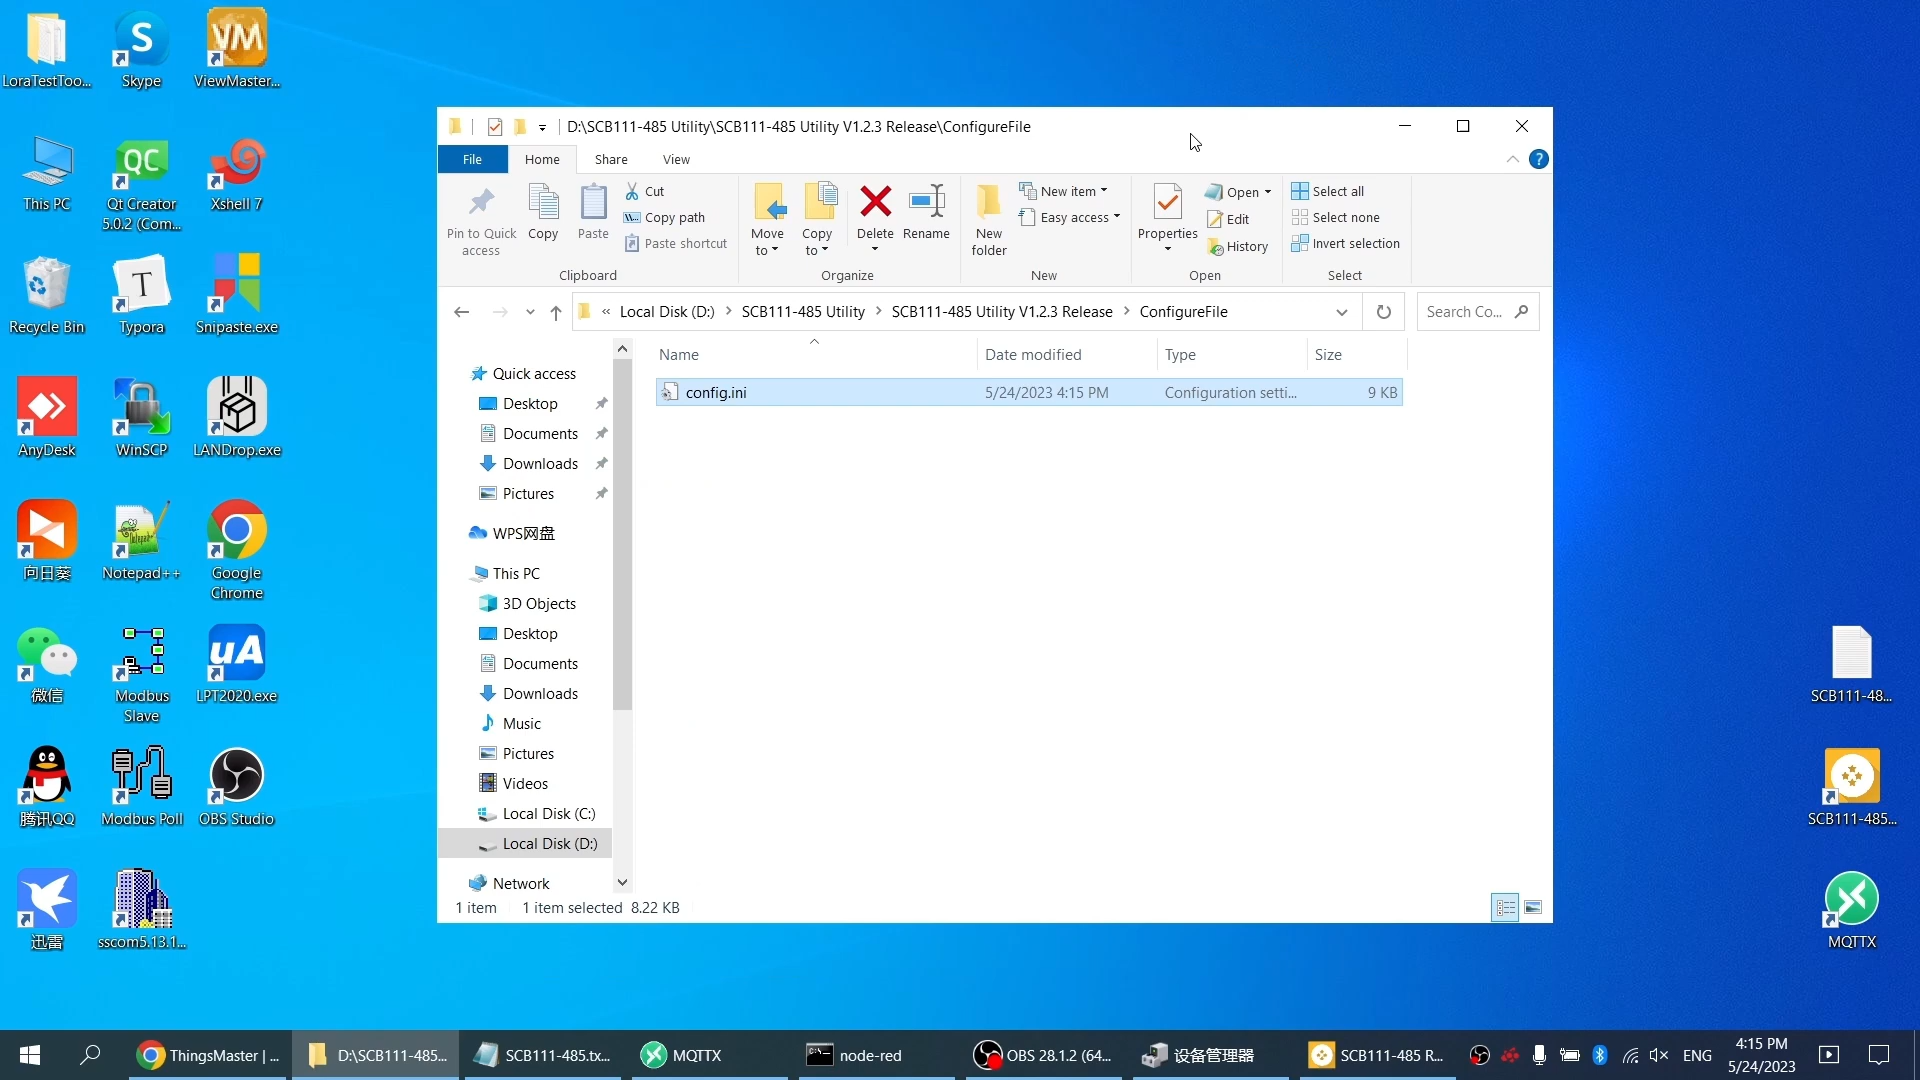 LoraTestToo...
Skype
ViewMaster...
This PC
Qt Creator
5.0.2 (Com...
Xshell 7
Recycle Bin
Typora
Snipaste.exe
AnyDesk
WinSCP
LANDrop.exe
向日葵
Notepad++
Google
Chrome
微信
Modbus
Slave
LPT2020.exe
腾讯QQ
Modbus Poll
OBS Studio
迅雷
sscom5.13.1...
D:\SCB111-485 Utility\SCB111-485 Utility V1.2.3 Release\ConfigureFile
File
Home
Share
View
Pin to Quick
access
Copy
Paste
Cut
Copy path
Paste shortcut
Clipboard
Move
to
Copy
to
Delete
Rename
Organize
New
folder
New item
Easy access
New
Properties
Open
Edit
History
Open
Select all
Select none
Invert selection
Select
« Local Disk (D:) > SCB111-485 Utility > SCB111-485 Utility V1.2.3 Release > ConfigureFile
Search Co...
Name
Date modified
Type
Size
config.ini
5/24/2023 4:15 PM
Configuration setti...
9 KB
Quick access
Desktop
Documents
Downloads
Pictures
WPS网盘
This PC
3D Objects
Desktop
Documents
Downloads
Music
Pictures
Videos
Local Disk (C:)
Local Disk (D:)
Network
1 item
1 item selected 8.22 KB
SCB111-48...
SCB111-485...
MQTTX
ThingsMaster | ...
D:\SCB111-485...
SCB111-485.tx...
MQTTX
node-red
OBS 28.1.2 (64...
设备管理器
SCB111-485 R...
ENG
4:15 PM
5/24/2023